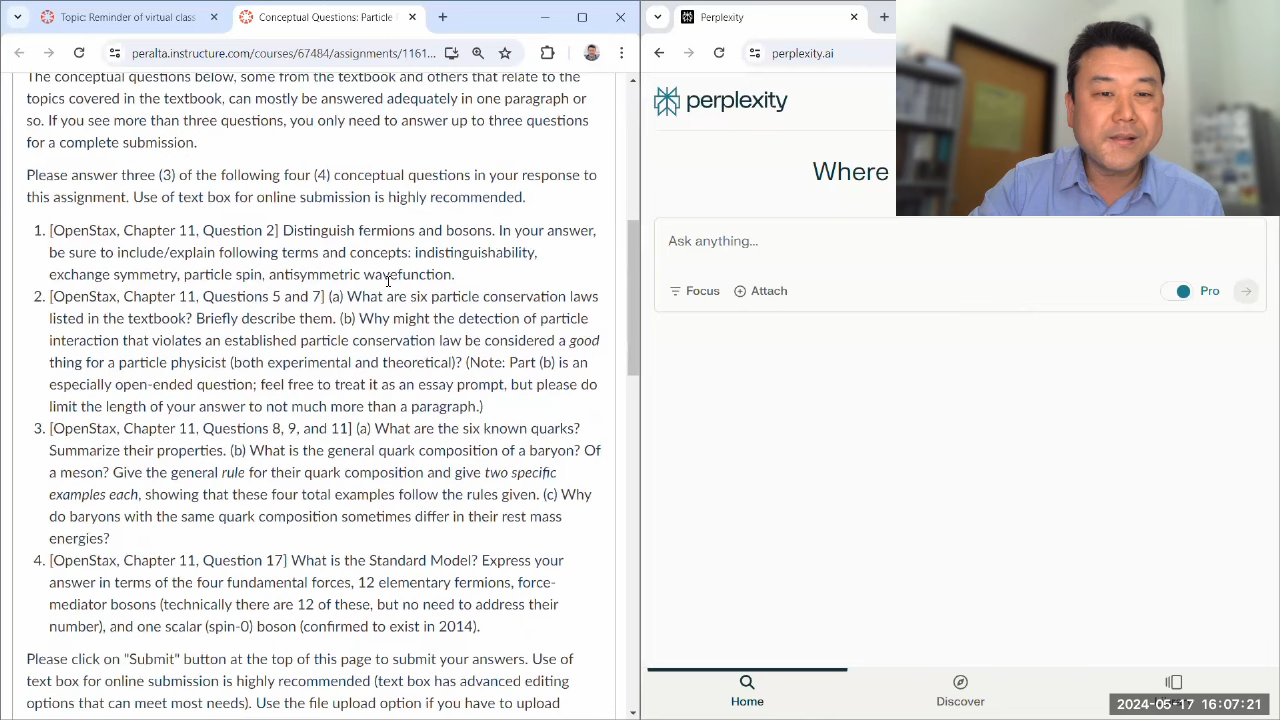 Topic: Reminder of virtual class
Conceptual Questions: Particle
Perplexity
peralta.instructure.com/courses/67484/assignments/1161...
perplexity.ai
The conceptual questions below, some from the textbook and others that relate to the
topics covered in the textbook, can mostly be answered adequately in one paragraph or
so. If you see more than three questions, you only need to answer up to three questions
for a complete submission.
Please answer three (3) of the following four (4) conceptual questions in your response to
this assignment. Use of text box for online submission is highly recommended.
1. [OpenStax, Chapter 11, Question 2] Distinguish fermions and bosons. In your answer,
be sure to include/explain following terms and concepts: indistinguishability,
exchange symmetry, particle spin, antisymmetric wavefunction.
2. [OpenStax, Chapter 11, Questions 5 and 7] (a) What are six particle conservation laws
listed in the textbook? Briefly describe them. (b) Why might the detection of particle
interaction that violates an established particle conservation law be considered a good
thing for a particle physicist (both experimental and theoretical)? (Note: Part (b) is an
especially open-ended question; feel free to treat it as an essay prompt, but please do
limit the length of your answer to not much more than a paragraph.)
3. [OpenStax, Chapter 11, Questions 8, 9, and 11] (a) What are the six known quarks?
Summarize their properties. (b) What is the general quark composition of a baryon? Of
a meson? Give the general rule for their quark composition and give two specific
examples each, showing that these four total examples follow the rules given. (c) Why
do baryons with the same quark composition sometimes differ in their rest mass
energies?
4. [OpenStax, Chapter 11, Question 17] What is the Standard Model? Express your
answer in terms of the four fundamental forces, 12 elementary fermions, force-
mediator bosons (technically there are 12 of these, but no need to address their
number), and one scalar (spin-0) boson (confirmed to exist in 2014).
Please click on "Submit" button at the top of this page to submit your answers. Use of
text box for online submission is highly recommended (text box has advanced editing
options that can meet most needs). Use the file upload option if you have to upload
perplexity
Where
Ask anything...
Focus
Attach
Pro
Home
Discover
2024-05-17 16:07:21